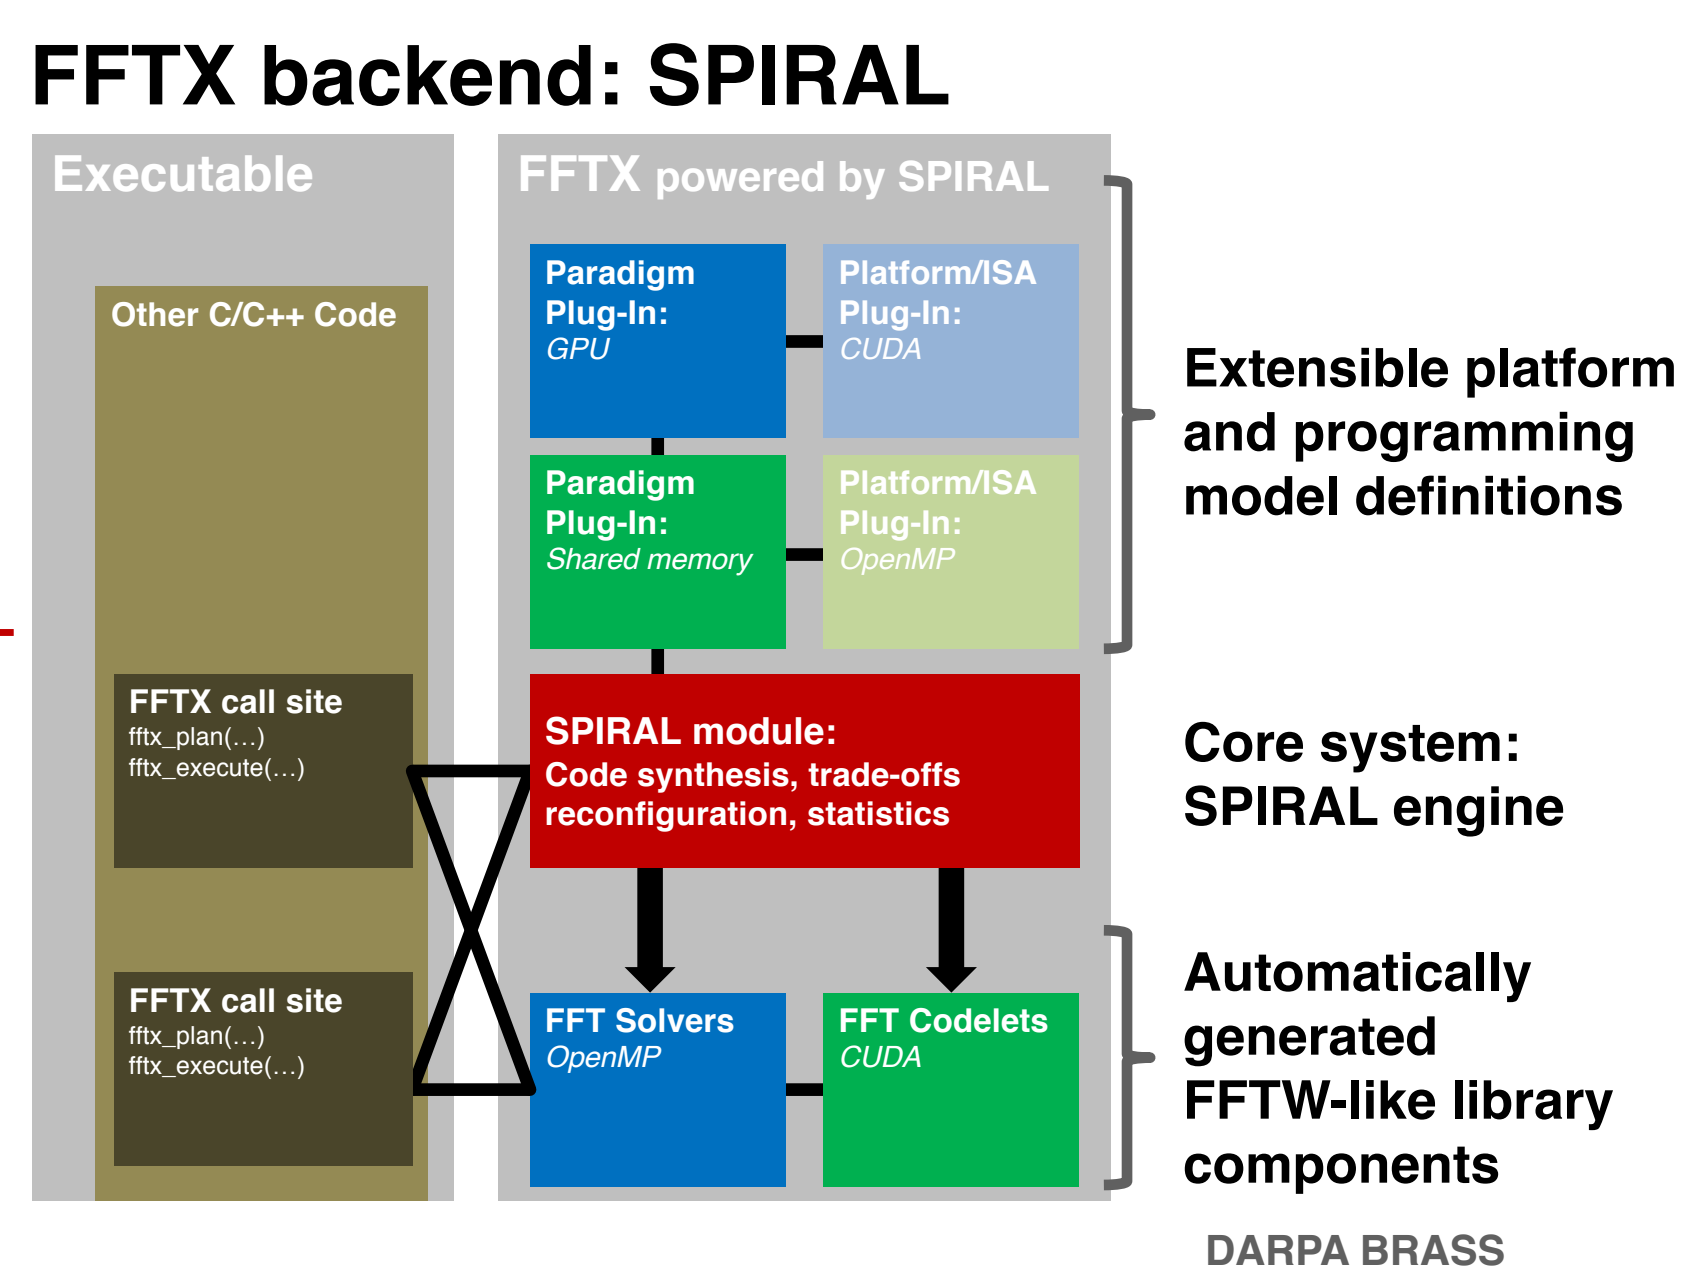 FFTX backend: SPIRAL
Executable
Other C/C++ Code
FFTX call site
fftx_plan(…)
fftx_execute(…)
FFTX call site
fftx_plan(…)
fftx_execute(…)
FFTX powered by SPIRAL
Paradigm
Plug-In:
GPU
Platform/ISA
Plug-In:
CUDA
Paradigm
Plug-In:
Shared memory
Platform/ISA
Plug-In:
OpenMP
SPIRAL module:
Code synthesis, trade-offs
reconfiguration, statistics
FFT Solvers
OpenMP
FFT Codelets
CUDA
Extensible platform
and programming
model definitions
Core system:
SPIRAL engine
Automatically
generated
FFTW-like library
components
DARPA BRASS